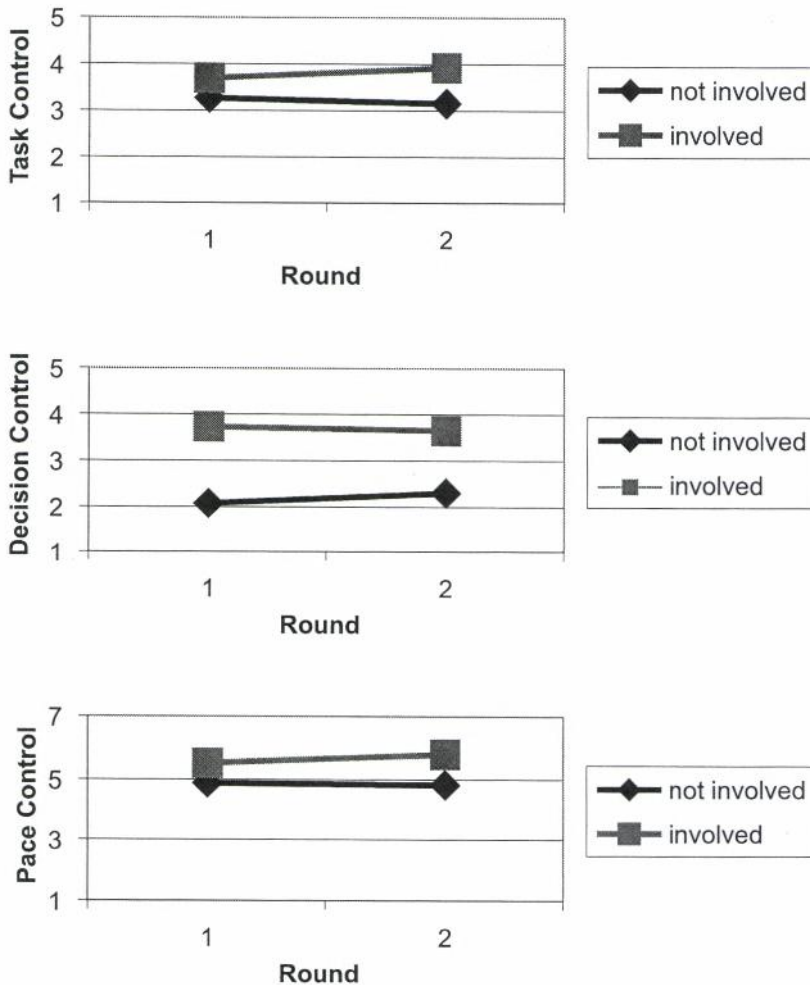 Task Control
5
4
3
2
1
1 2
Round
not involved
involved
Decision Control
5
4
3
2
1
1 2
Round
not involved
involved
Pace Control
7
5
3
1
1 2
Round
not involved
involved